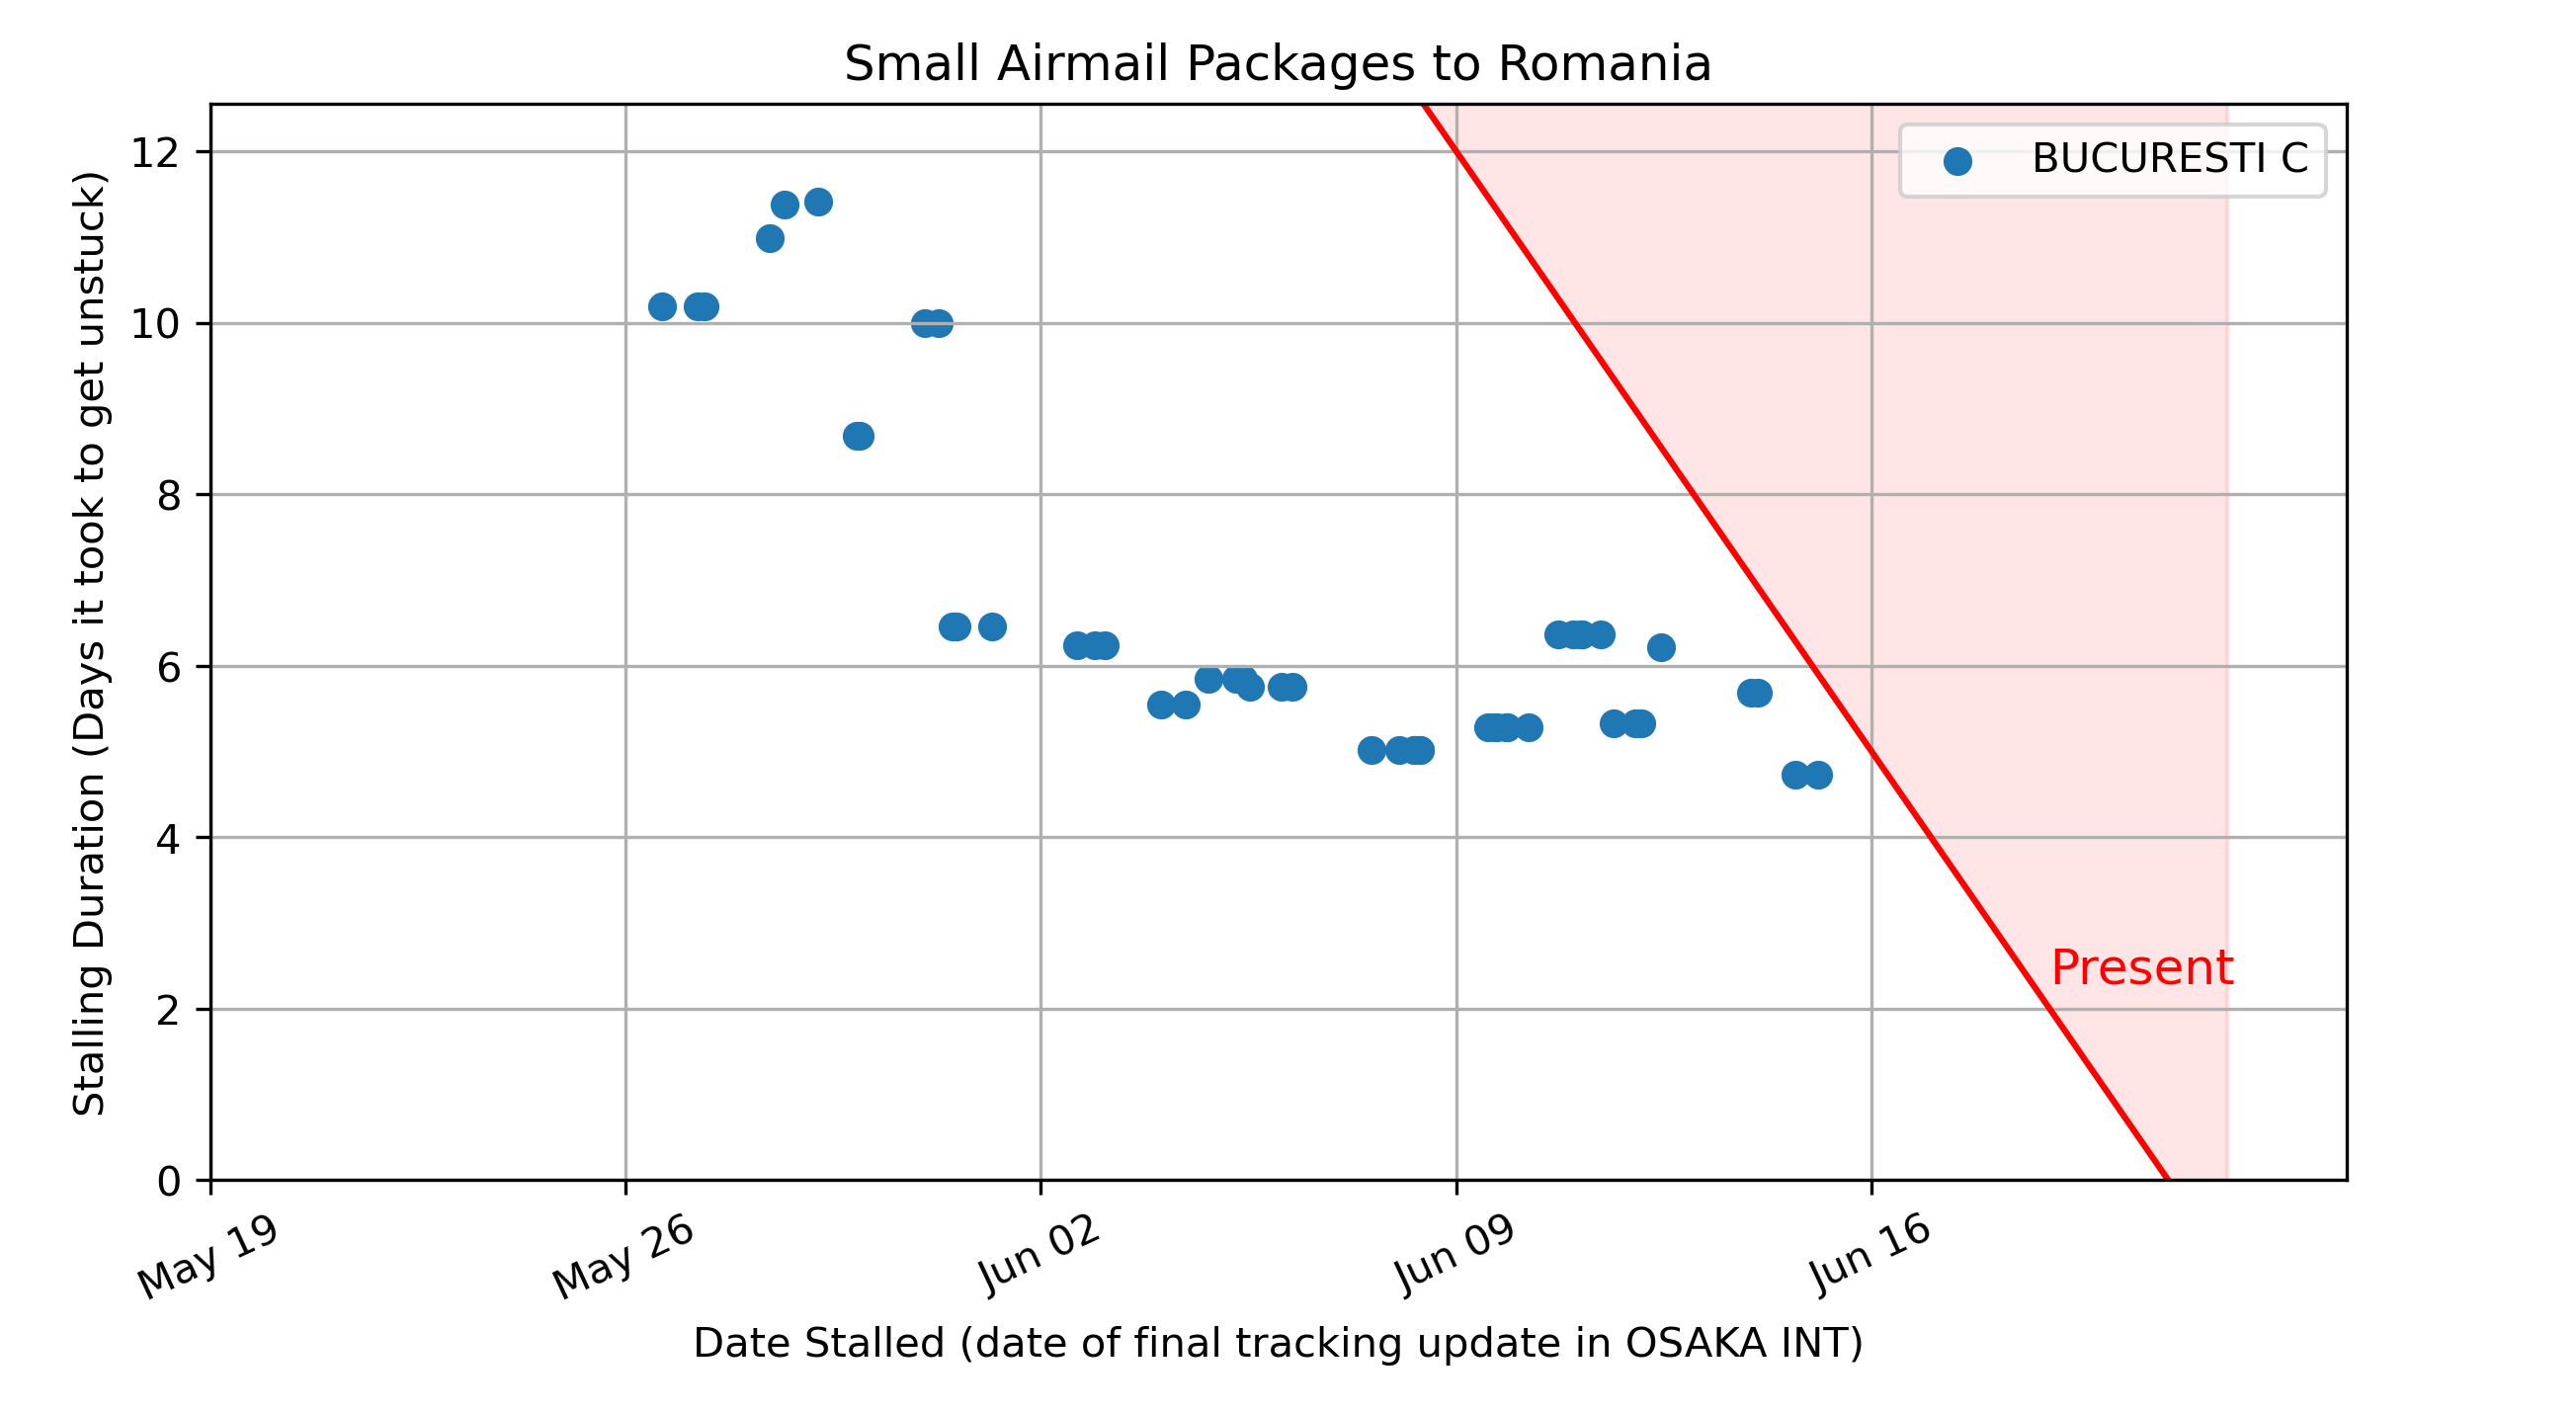 Small Airmail Packages to Romania
BUCURESTI C
Stalling Duration (Days it took to get unstuck)
12
10
8
6
4
2
0
Present
May 19
May 26
Jun 02
Jun 09
Jun 16
Date Stalled (date of final tracking update in OSAKA INT)